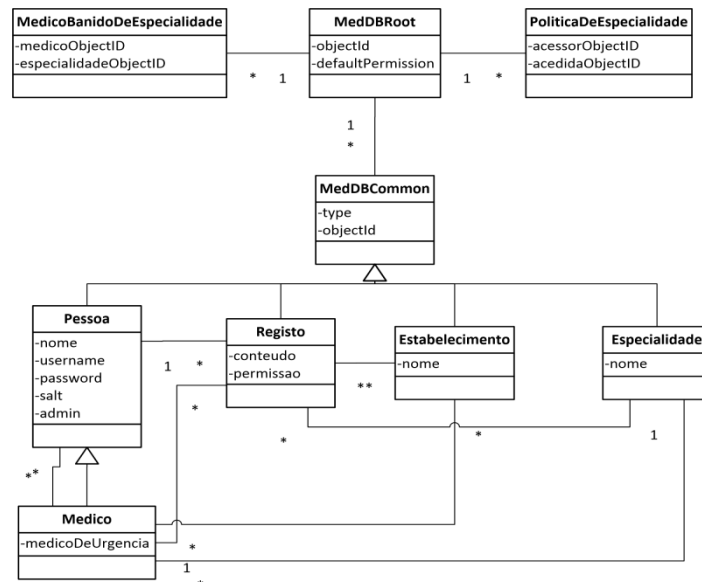 MedicoBanidoDeEspecialidade
-medicoObjectID
-especialidadeObjectID
MedDBRoot
-objectId
-defaultPermission
PoliticaDeEspecialidade
-acessorObjectID
-acedidaObjectID
* 1
1 *
1
*
MedDBCommon
-type
-objectId
Pessoa
-nome
-username
-password
-salt
-admin
Registo
-conteudo
-permissao
Estabelecimento
-nome
Especialidade
-nome
1 *
**
*
*
*
1
**
Medico
-medicoDeUrgencia
*
1
*